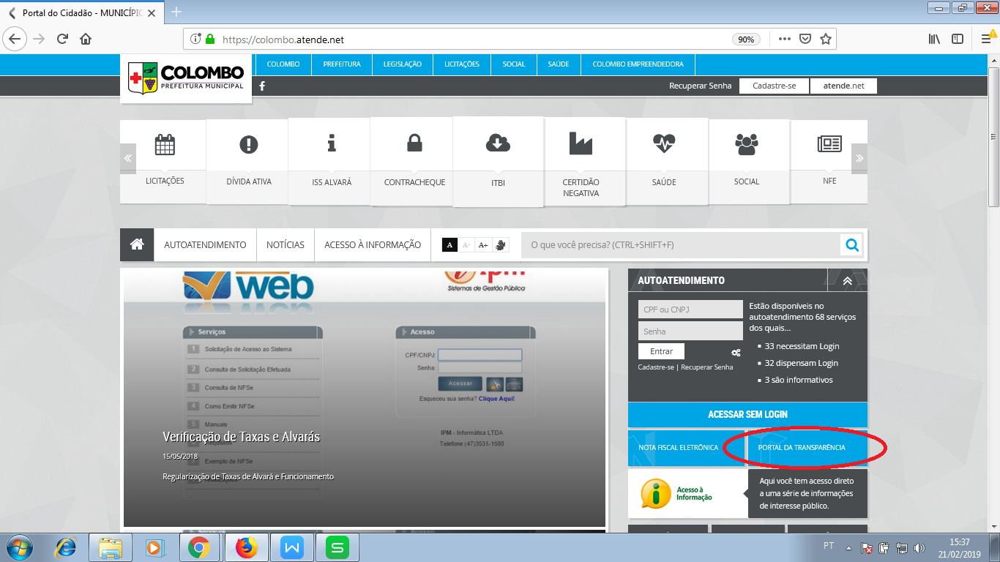 Portal do Cidadão - MUNICÍPIO
https://colombo.atende.net
90%
COLOMBO
PREFEITURA MUNICIPAL
COLOMBO
PREFEITURA
LEGISLAÇÃO
LICITAÇÕES
SOCIAL
SAÚDE
COLOMBO EMPREENDEDORA
Recuperar Senha
Cadastre-se
atende.net
LICITAÇÕES
DÍVIDA ATIVA
ISS ALVARÁ
CONTRACHEQUE
ITBI
CERTIDÃO
NEGATIVA
SAÚDE
SOCIAL
NFE
AUTOATENDIMENTO
NOTÍCIAS
ACESSO À INFORMAÇÃO
A
A-
A+
O que você precisa? (CTRL+SHIFT+F)
web
ipm
Sistemas de Gestão Pública
Serviços
1 Solicitação de Acesso ao Sistema
2 Consulta de Solicitação Efetuada
3 Consulta de NFSe
4 Como Emitir NFSe
5 Manuais
Exemplo de NFSe
Acesso
CPF/CNPJ:
Senha:
Acessar
Esqueceu sua senha? Clique Aqui!
IPM - Informática LTDA
Telefone (47)3531-1500
Verificação de Taxas e Alvarás
15/05/2018
Regularização de Taxas de Alvará e Funcionamento
AUTOATENDIMENTO
CPF ou CNPJ
Senha
Entrar
Cadastre-se | Recuperar Senha
Estão disponíveis no
autoatendimento 68 serviços
dos quais...
33 necesitam Login
32 dispensam Login
3 são informativos
ACESSAR SEM LOGIN
NOTA FISCAL ELETRÔNICA
PORTAL DA TRANSPARÊNCIA
Acesso à
Informação
Aqui você tem acesso direto
a uma série de informações
de interesse público.
PT
15:37
21/02/2019